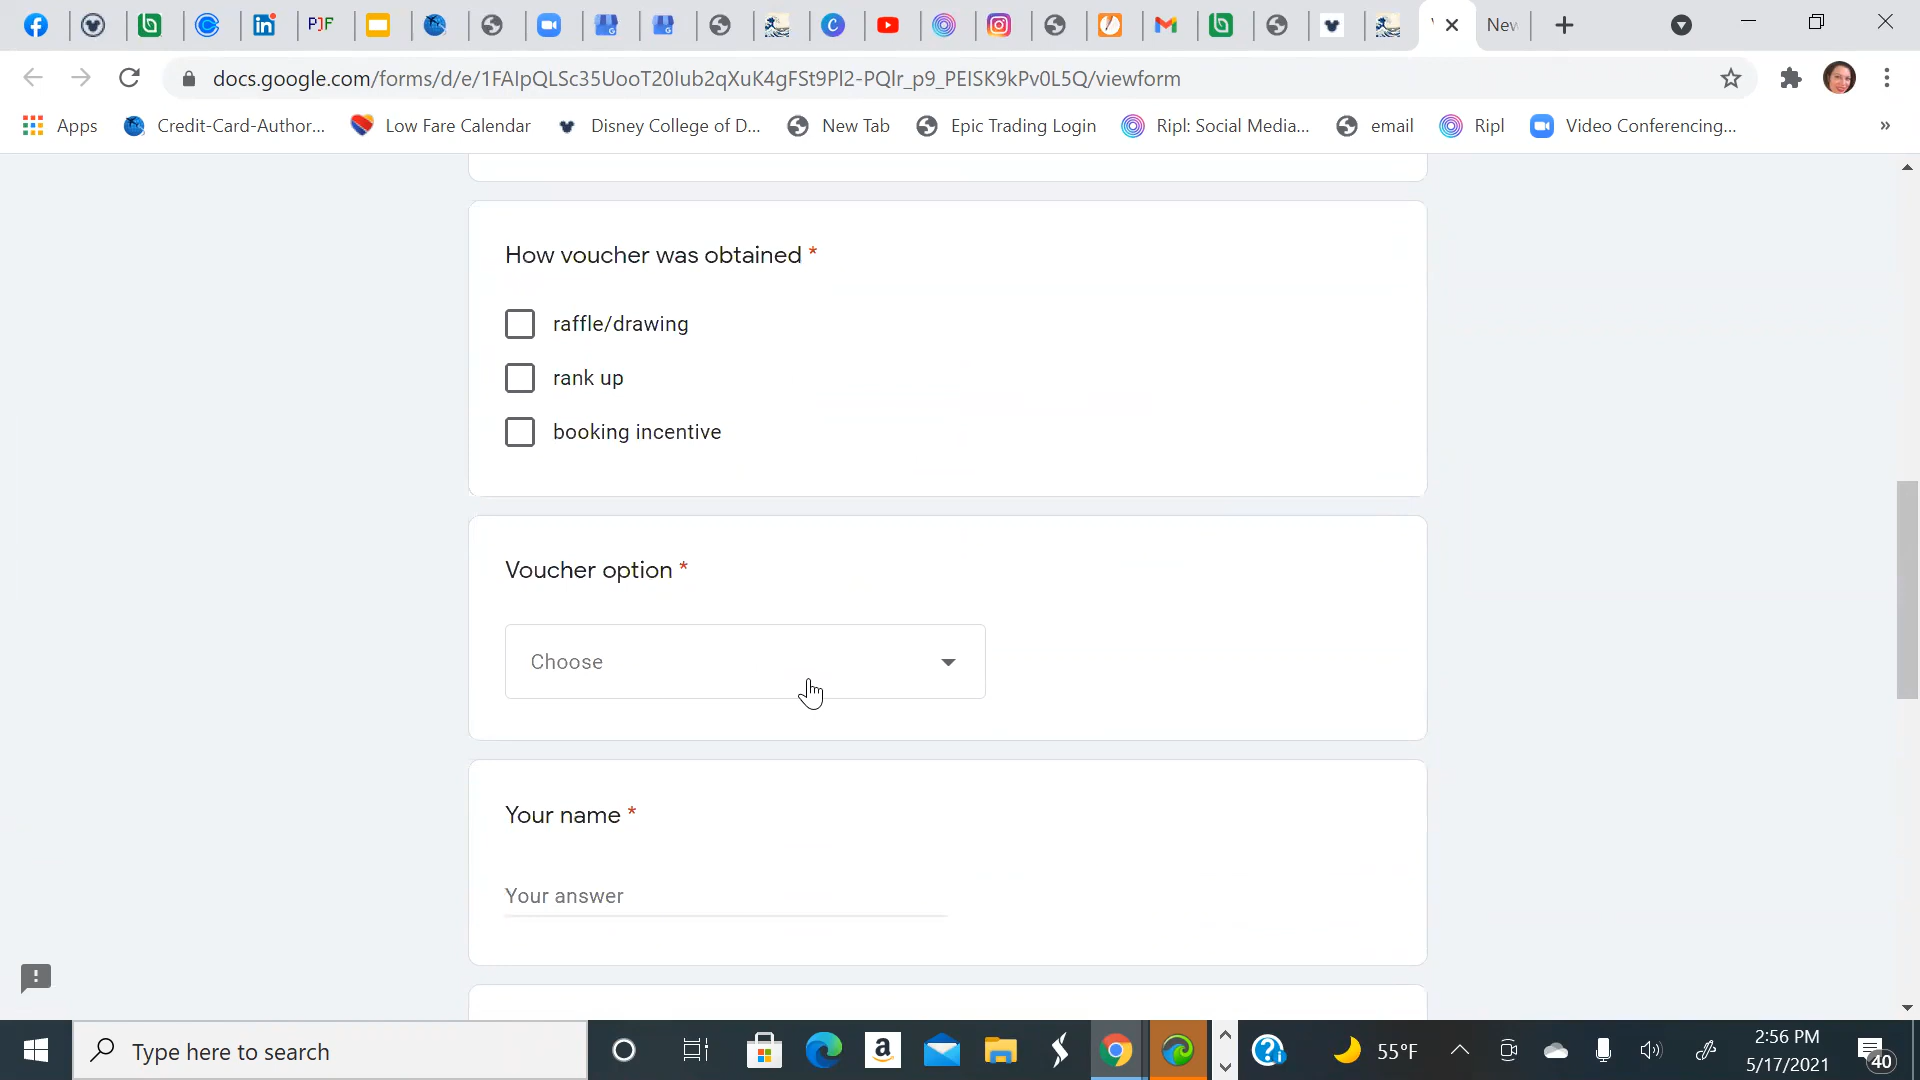 New
docs.google.com/forms/d/e/1FAIpQLSc35UooT20Iub2qXuK4gFSt9Pl2-PQlr_p9_PEISK9kPv0L5Q/viewform
Apps Credit-Card-Author... Low Fare Calendar Disney College of D... New Tab Epic Trading Login Ripl: Social Media... email Ripl Video Conferencing... »
How voucher was obtained *
raffle/drawing
rank up
booking incentive
Voucher option *
Choose
Your name *
Your answer
Type here to search
55°F
2:56 PM
5/17/2021
40